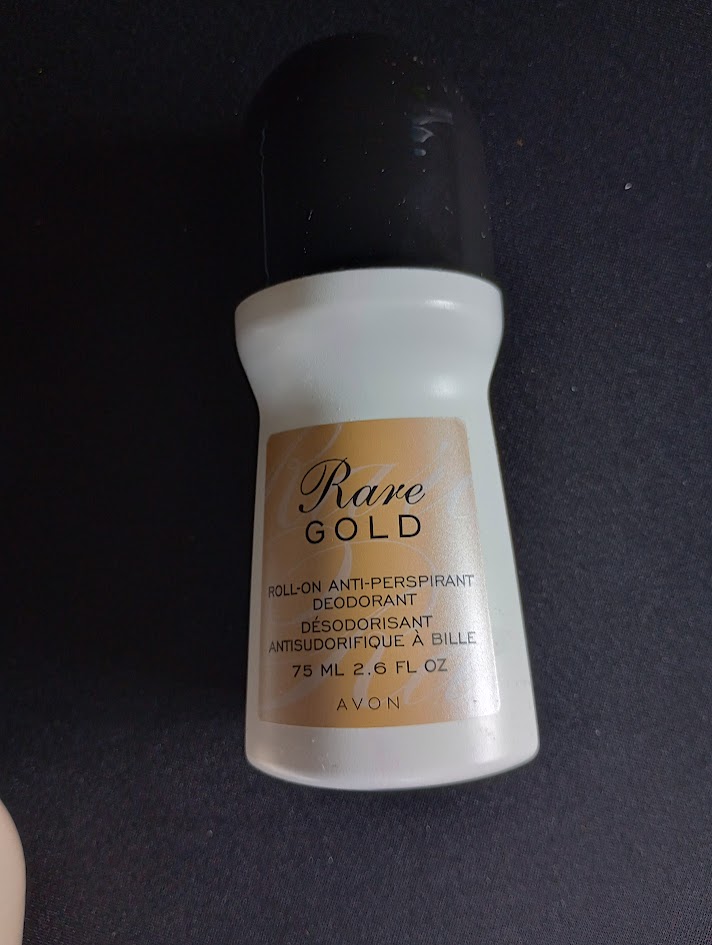 Rare
GOLD
ROLL-ON ANTI-PERSPIRANT
DEODORANT
DÉSODORISANT
ANTISUDORIFIQUE À BILLE
75 ML 2.6 FL OZ
AVON